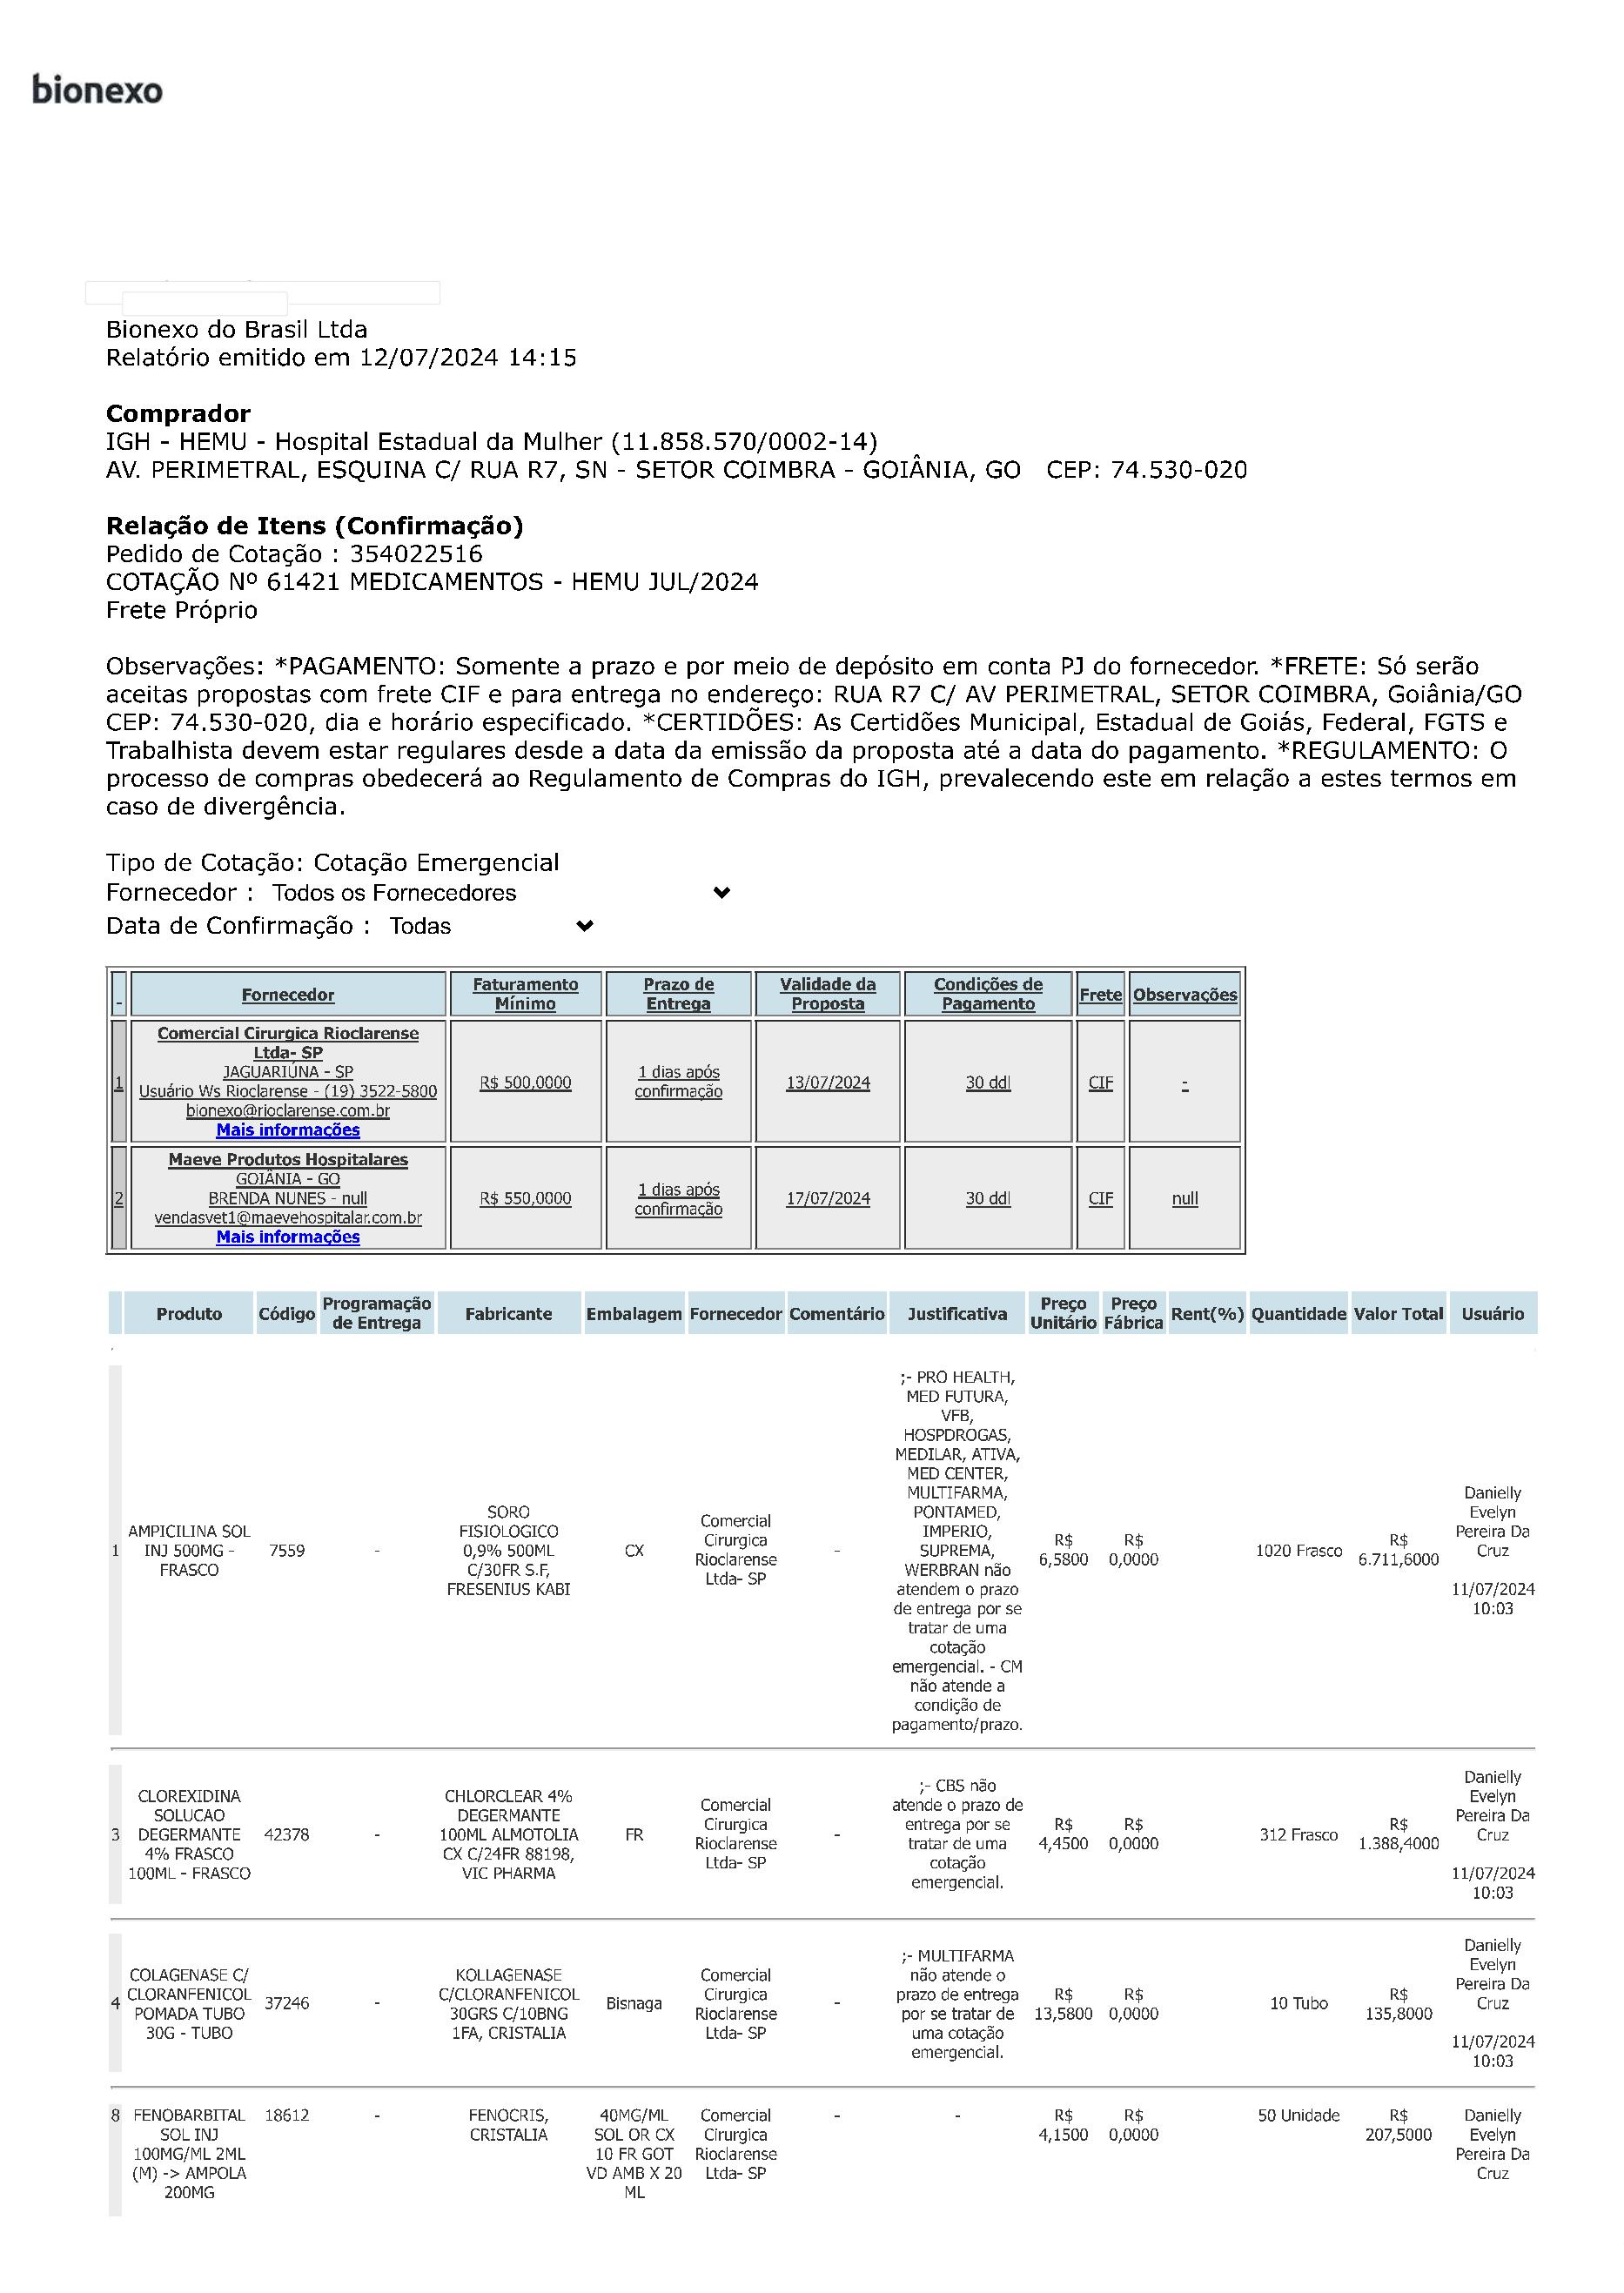 bionexo
Bionexo do Brasil Ltda
Relatório emitido em 12/07/2024 14:15
Comprador
IGH - HEMU - Hospital Estadual da Mulher (11.858.570/0002-14)
AV. PERIMETRAL, ESQUINA C/ RUA R7, SN - SETOR COIMBRA - GOIÂNIA, GO CEP: 74.530-020
Relação de Itens (Confirmação)
Pedido de Cotação : 354022516
COTAÇÃO Nº 61421 MEDICAMENTOS - HEMU JUL/2024
Frete Próprio
Observações: *PAGAMENTO: Somente a prazo e por meio de depósito em conta PJ do fornecedor. *FRETE: Só serão
aceitas propostas com frete CIF e para entrega no endereço: RUA R7 C/ AV PERIMETRAL, SETOR COIMBRA, Goiânia/GO
CEP: 74.530-020, dia e horário especificado. *CERTIDÕES: As Certidões Municipal, Estadual de Goiás, Federal, FGTS e
Trabalhista devem estar regulares desde a data da emissão da proposta até a data do pagamento. *REGULAMENTO: O
processo de compras obedecerá ao Regulamento de Compras do IGH, prevalecendo este em relação a estes termos em
caso de divergência.
Tipo de Cotação: Cotação Emergencial
Fornecedor : Todos os Fornecedores
Data de Confirmação : Todas
- Fornecedor Faturamento Mínimo Prazo de Entrega Validade da Proposta Condições de Pagamento Frete Observações
1
Comercial Cirurgica Rioclarense
Ltda- SP
JAGUARIÚNA - SP
Usuário Ws Rioclarense - (19) 3522-5800
bionexo@rioclarense.com.br
Mais informações
R$ 500,0000
1 dias após
confirmação
13/07/2024
30 ddl
CIF
-
2
Maeve Produtos Hospitalares
GOIÂNIA - GO
BRENDA NUNES - null
vendasvet1@maevehospitalar.com.br
Mais informações
R$ 550,0000
1 dias após
confirmação
17/07/2024
30 ddl
CIF
null
Produto Código Programação de Entrega Fabricante Embalagem Fornecedor Comentário Justificativa Preço Unitário Preço Fábrica Rent(%) Quantidade Valor Total Usuário
1
AMPICILINA SOL
INJ 500MG -
FRASCO
7559
-
SORO
FISIOLOGICO
0,9% 500ML
C/30FR S.F,
FRESENIUS KABI
CX
Comercial
Cirurgica
Rioclarense
Ltda- SP
-
;- PRO HEALTH,
MED FUTURA,
VFB,
HOSPDROGAS,
MEDILAR, ATIVA,
MED CENTER,
MULTIFARMA,
PONTAMED,
IMPERIO,
SUPREMA,
WERBRAN não
atendem o prazo
de entrega por se
tratar de uma
cotação
emergencial. - CM
não atende a
condição de
pagamento/prazo.
R$
6,5800
R$
0,0000
1020 Frasco
R$
6.711,6000
Danielly
Evelyn
Pereira Da
Cruz
11/07/2024
10:03
3
CLOREXIDINA
SOLUCAO
DEGERMANTE
4% FRASCO
100ML - FRASCO
42378
-
CHLORCLEAR 4%
DEGERMANTE
100ML ALMOTOLIA
CX C/24FR 88198,
VIC PHARMA
FR
Comercial
Cirurgica
Rioclarense
Ltda- SP
-
;- CBS não
atende o prazo de
entrega por se
tratar de uma
cotação
emergencial.
R$
4,4500
R$
0,0000
312 Frasco
R$
1.388,4000
Danielly
Evelyn
Pereira Da
Cruz
11/07/2024
10:03
4
COLAGENASE C/
CLORANFENICOL
POMADA TUBO
30G - TUBO
37246
-
KOLLAGENASE
C/CLORANFENICOL
30GRS C/10BNG
1FA, CRISTALIA
Bisnaga
Comercial
Cirurgica
Rioclarense
Ltda- SP
-
;- MULTIFARMA
não atende o
prazo de entrega
por se tratar de
uma cotação
emergencial.
R$
13,5800
R$
0,0000
10 Tubo
R$
135,8000
Danielly
Evelyn
Pereira Da
Cruz
11/07/2024
10:03
8
FENOBARBITAL
SOL INJ
100MG/ML 2ML
(M) -> AMPOLA
200MG
18612
-
FENOCRIS,
CRISTALIA
40MG/ML
SOL OR CX
10 FR GOT
VD AMB X 20
ML
Comercial
Cirurgica
Rioclarense
Ltda- SP
-
-
R$
4,1500
R$
0,0000
50 Unidade
R$
207,5000
Danielly
Evelyn
Pereira Da
Cruz